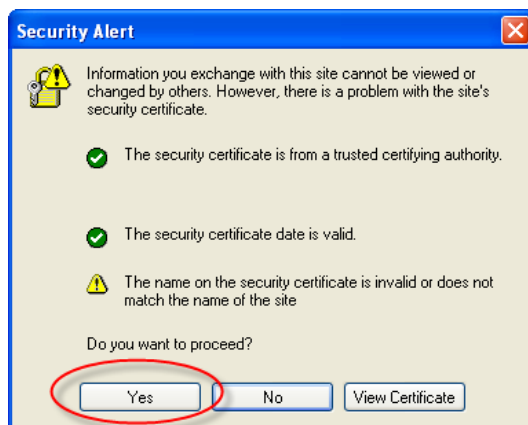 Security Alert
Information you exchange with this site cannot be viewed or
changed by others. However, there is a problem with the site's
security certificate.
The security certificate is from a trusted certifying authority.
The security certificate date is valid.
The name on the security certificate is invalid or does not
match the name of the site
Do you want to proceed?
Yes No View Certificate